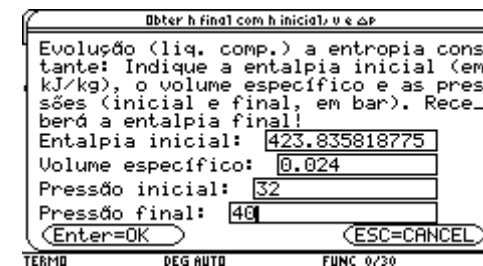 Obter h final com h inicial, v e ΔP
Evolução (liq. comp.) a entropia cons
tante: Indique a entalpia inicial (em
kJ/kg), o volume específico e as pres
sões (inicial e final, em bar). Rece_
berá a entalpia final!
Entalpia inicial: 423.835818775
Volume específico: 0.024
Pressão inicial: 32
Pressão final: 40
Enter=OK ESC=CANCEL
TERMO DEG AUTO FUNC 0/30